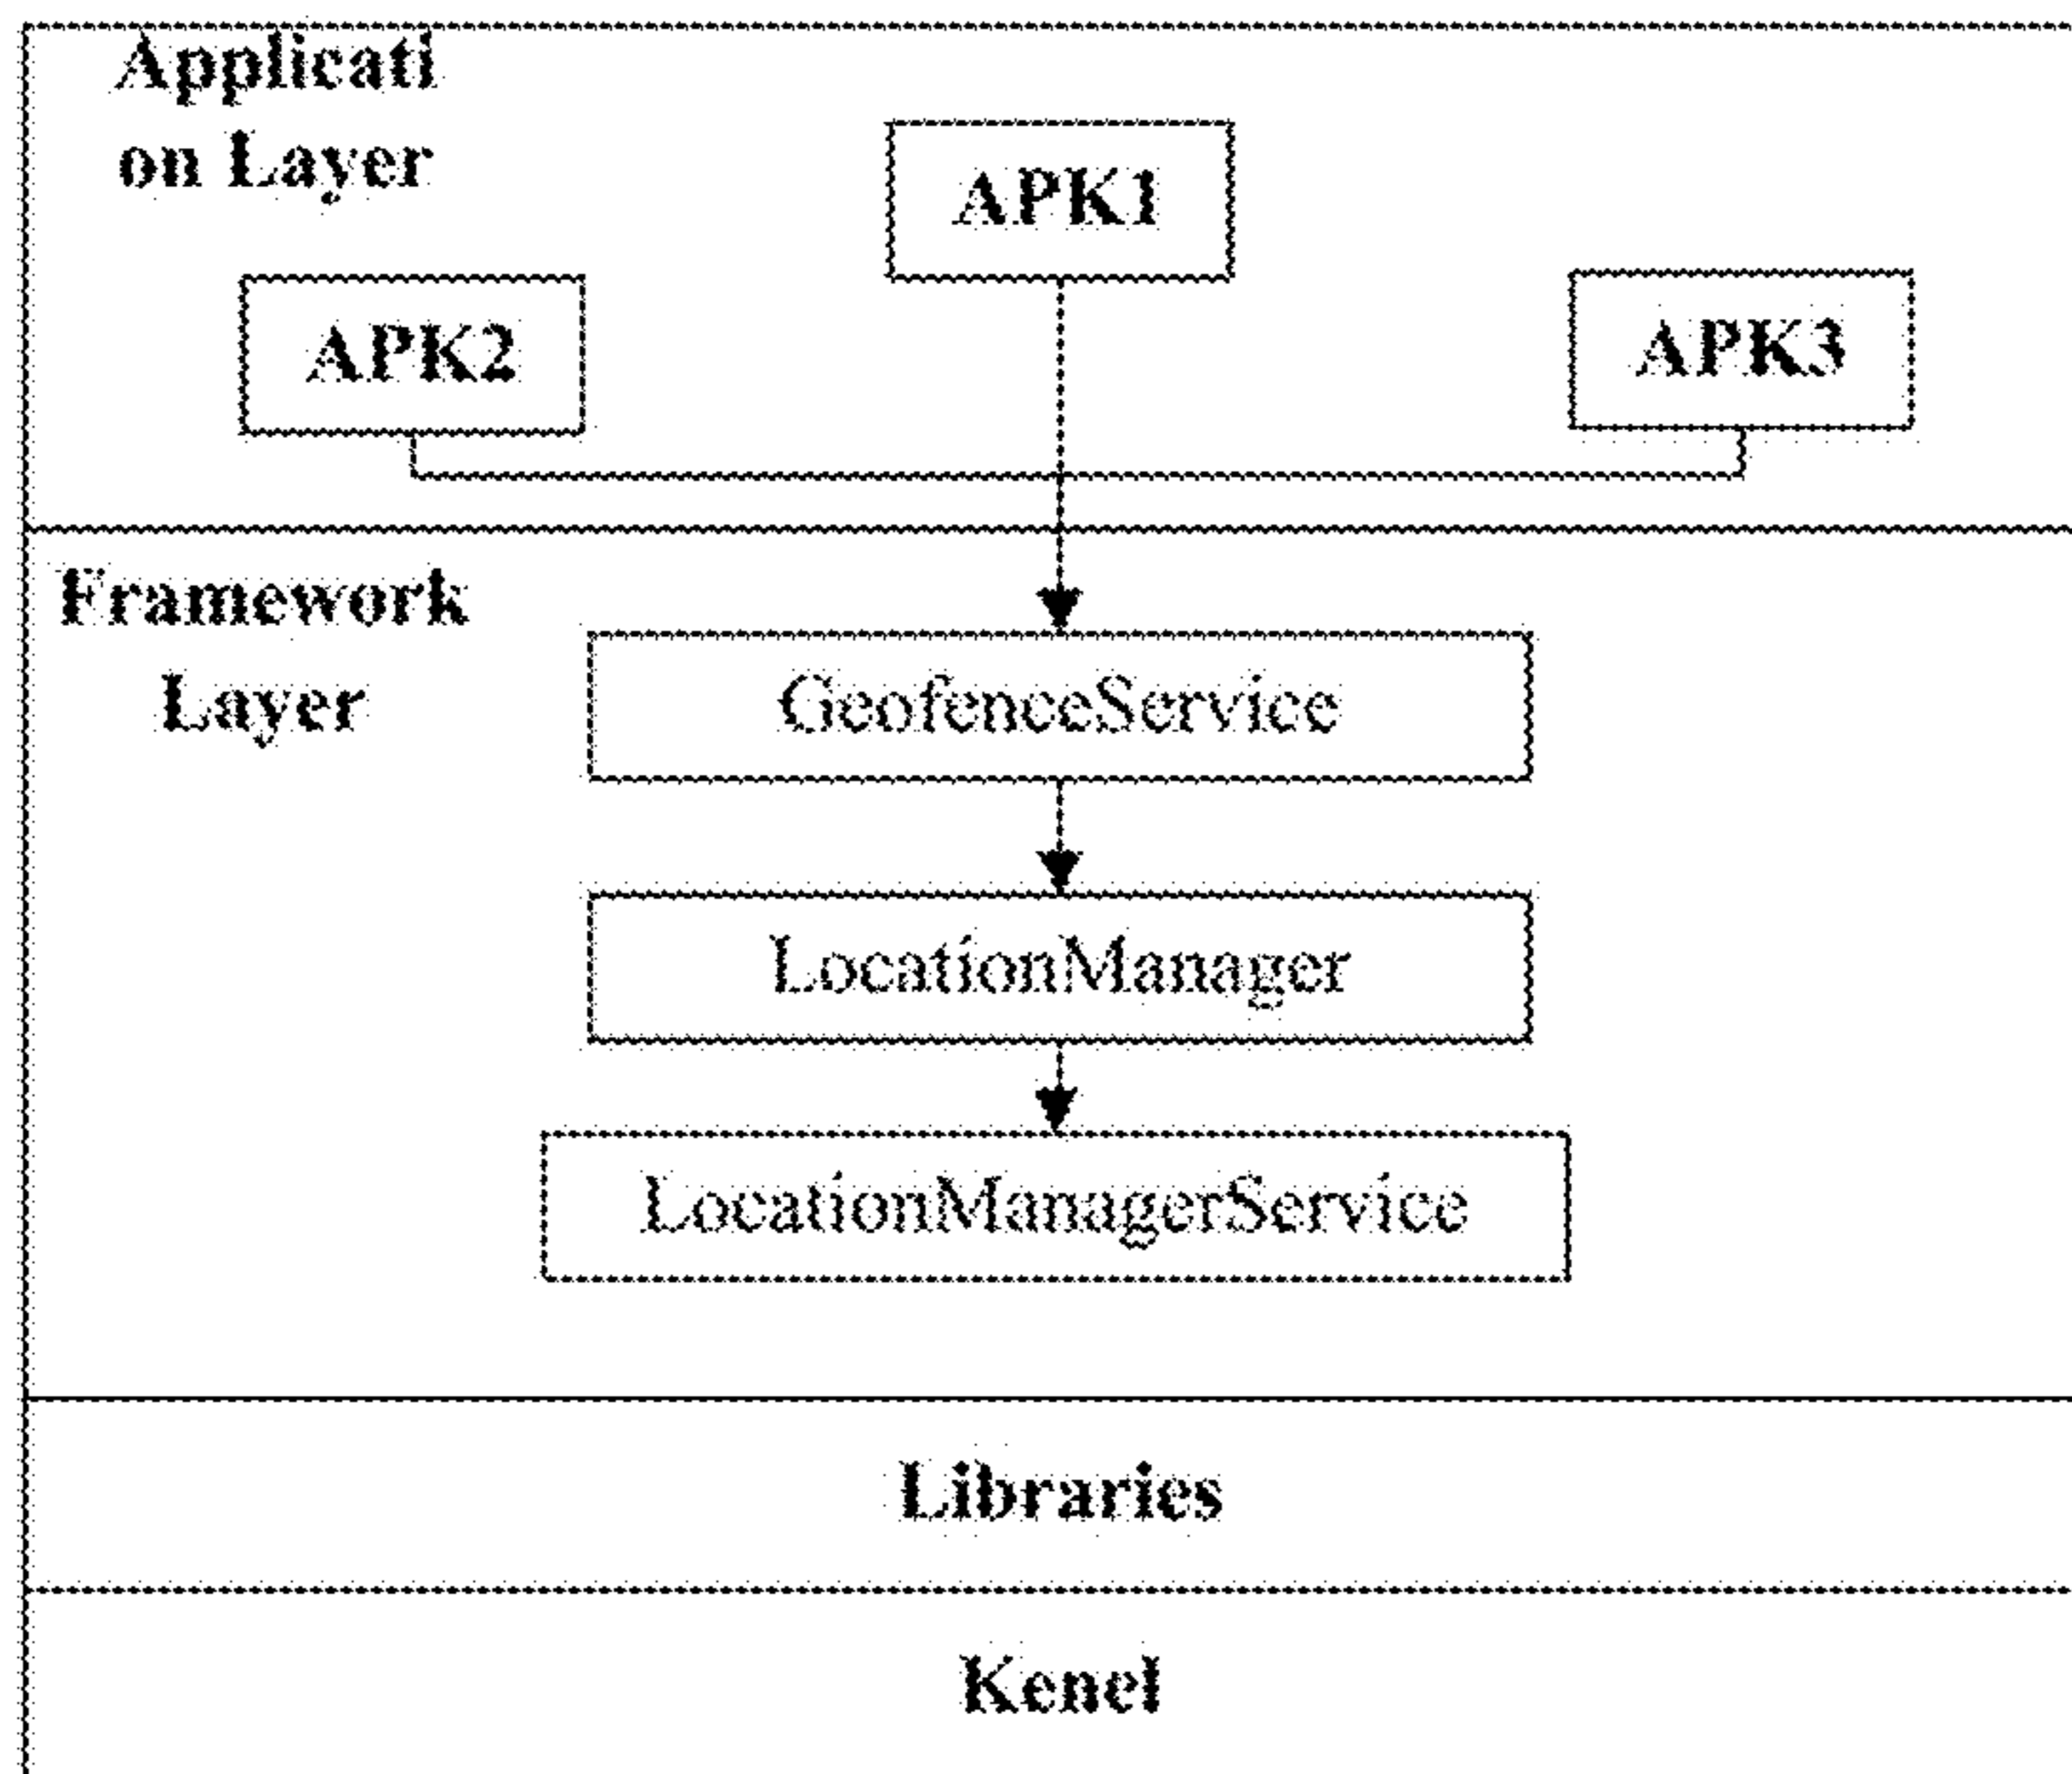 Applicati
on Layer
APK1
APK2
APK3
Framework
Layer
GeofenceService
LocationManager
LocationManagerService
Libraries
Kenel